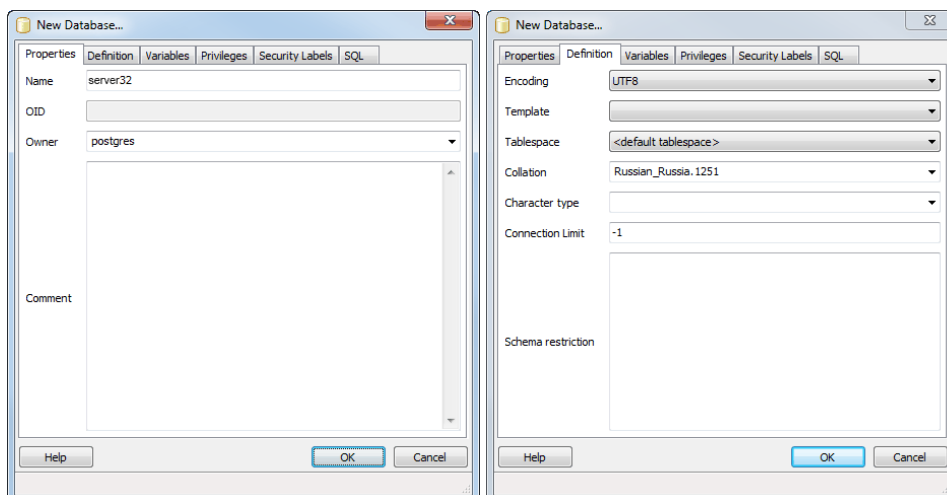 New Database...
Properties Definition Variables Privileges Security Labels SQL
Name server32
OID
Owner postgres
Comment
Help OK Cancel
New Database...
Properties Definition Variables Privileges Security Labels SQL
Encoding UTF8
Template
Tablespace <default tablespace>
Collation Russian_Russia.1251
Character type
Connection Limit -1
Schema restriction
Help OK Cancel